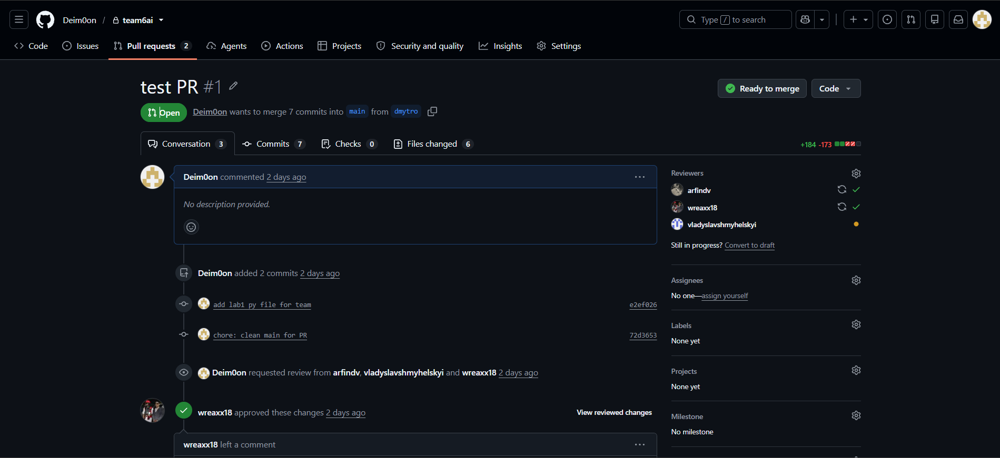 Deim0on / team6ai
Type / to search
Code
Issues
Pull requests 2
Agents
Actions
Projects
Security and quality
Insights
Settings
test PR #1
Ready to merge
Code
Open
Deim0on wants to merge 7 commits into main from dmytro
Conversation 3
Commits 7
Checks 0
Files changed 6
+184 -173
Deim0on commented 2 days ago
No description provided.
Deim0on added 2 commits 2 days ago
add lab1 py file for team
e2ef026
chore: clean main for PR
72d3653
Deim0on requested review from arfindv, vladyslavshmyhelskyi and wreaxx18 2 days ago
wreaxx18 approved these changes 2 days ago
View reviewed changes
wreaxx18 left a comment
Reviewers
arfindv
wreaxx18
vladyslavshmyhelskyi
Still in progress? Convert to draft
Assignees
No one—assign yourself
Labels
None yet
Projects
None yet
Milestone
No milestone